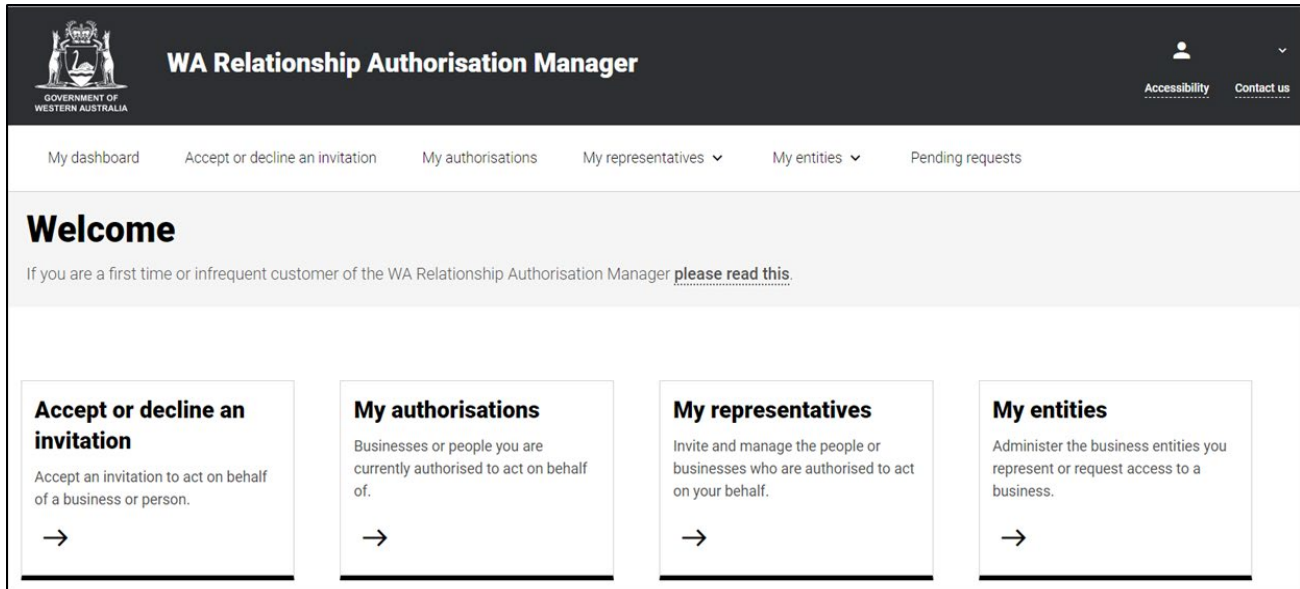 GOVERNMENT OF
WESTERN AUSTRALIA
WA Relationship Authorisation Manager
Accessibility
Contact us
My dashboard
Accept or decline an invitation
My authorisations
My representatives
My entities
Pending requests
Welcome
If you are a first time or infrequent customer of the WA Relationship Authorisation Manager please read this.
Accept or decline an
invitation
Accept an invitation to act on behalf
of a business or person.
My authorisations
Businesses or people you are
currently authorised to act on behalf
of.
My representatives
Invite and manage the people or
businesses who are authorised to act
on your behalf.
My entities
Administer the business entities you
represent or request access to a
business.